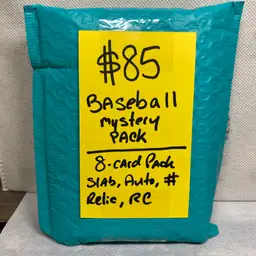 $85
BASEball
mystery
PACK
8-CARD PACK
Slab, Auto, #
Relic, RC